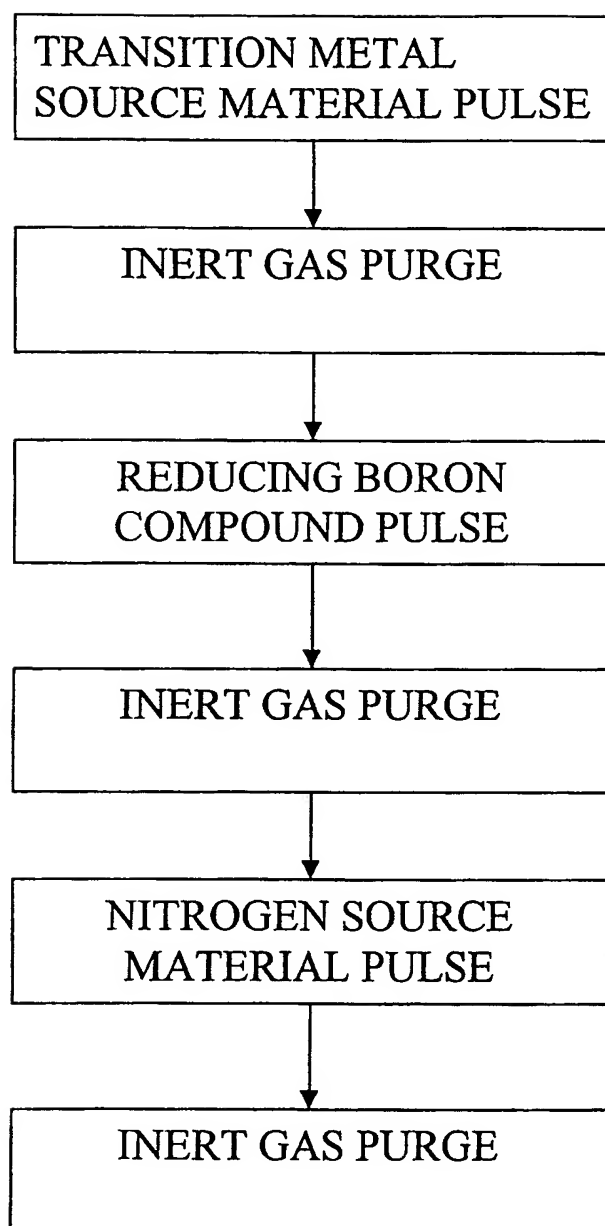 TRANSITION METAL
SOURCE MATERIAL PULSE
INERT GAS PURGE
REDUCING BORON
COMPOUND PULSE
INERT GAS PURGE
NITROGEN SOURCE
MATERIAL PULSE
INERT GAS PURGE